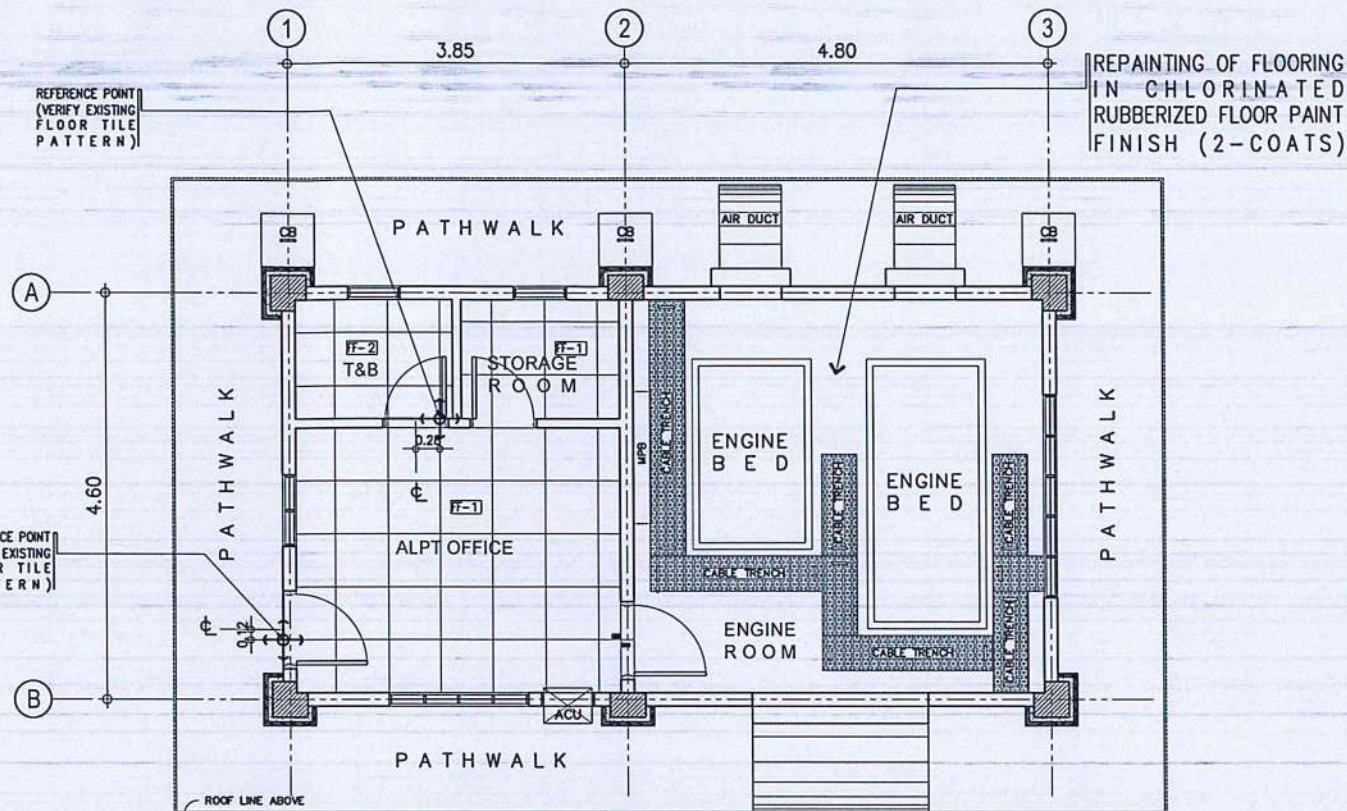 1
2
3
3.85
4.80
REPAINTING OF FLOORING
IN CHLORINATED
RUBBERIZED FLOOR PAINT
FINISH (2-COATS)
REFERENCE POINT
(VERIFY EXISTING
FLOOR TILE
PATTERN)
PATHWALK
AIR DUCT
AIR DUCT
CB
CB
CB
A
FF-2
T&B
FF-1
STORAGE
ROOM
CABLE TRENCH
MPB
ENGINE
BED
ENGINE
BED
CABLE TRENCH
CABLE TRENCH
PATHWALK
PATHWALK
4.60
0.28
FF-1
ALPT OFFICE
CE POINT
EXISTING
R TILE
TERN)
CABLE TRENCH
0.12
ENGINE
ROOM
CABLE TRENCH
CABLE TRENCH
B
ACU
PATHWALK
ROOF LINE ABOVE